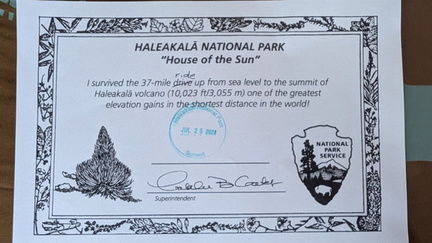 HALEAKALĀ NATIONAL PARK
“House of the Sun”
ride
I survived the 37-mile drive up from sea level to the summit of
Haleakalā volcano (10,023 ft/3,055 m) one of the greatest
elevation gains in the shortest distance in the world!
JUL 25
Superintendent
NATIONAL
PARK
SERVICE